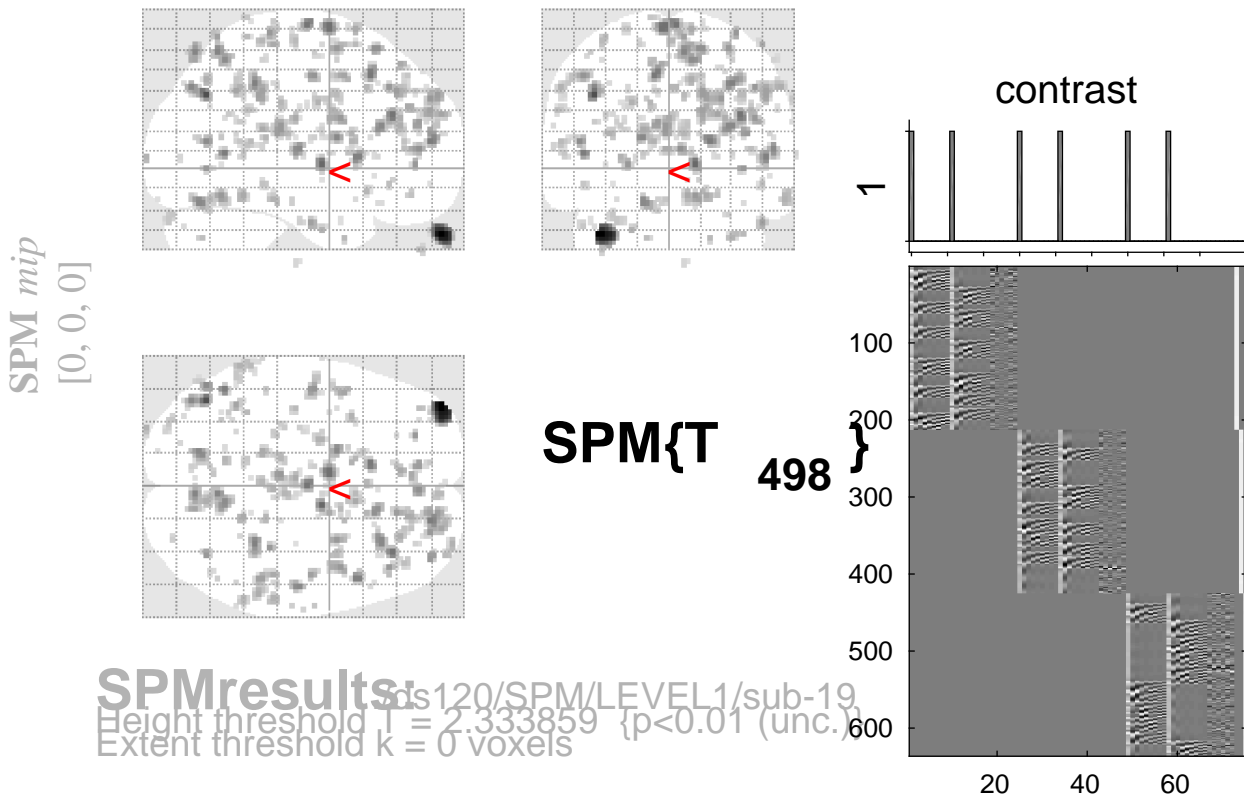 SPM mip
[0, 0, 0]
<
<
<
SPM{T498}
SPMresults: /ds120/SPM/LEVEL1/sub-19
Height threshold T = 2.333859 {p<0.01 (unc.)}
Extent threshold k = 0 voxels
contrast
1
100
200
300
400
500
600
20
40
60